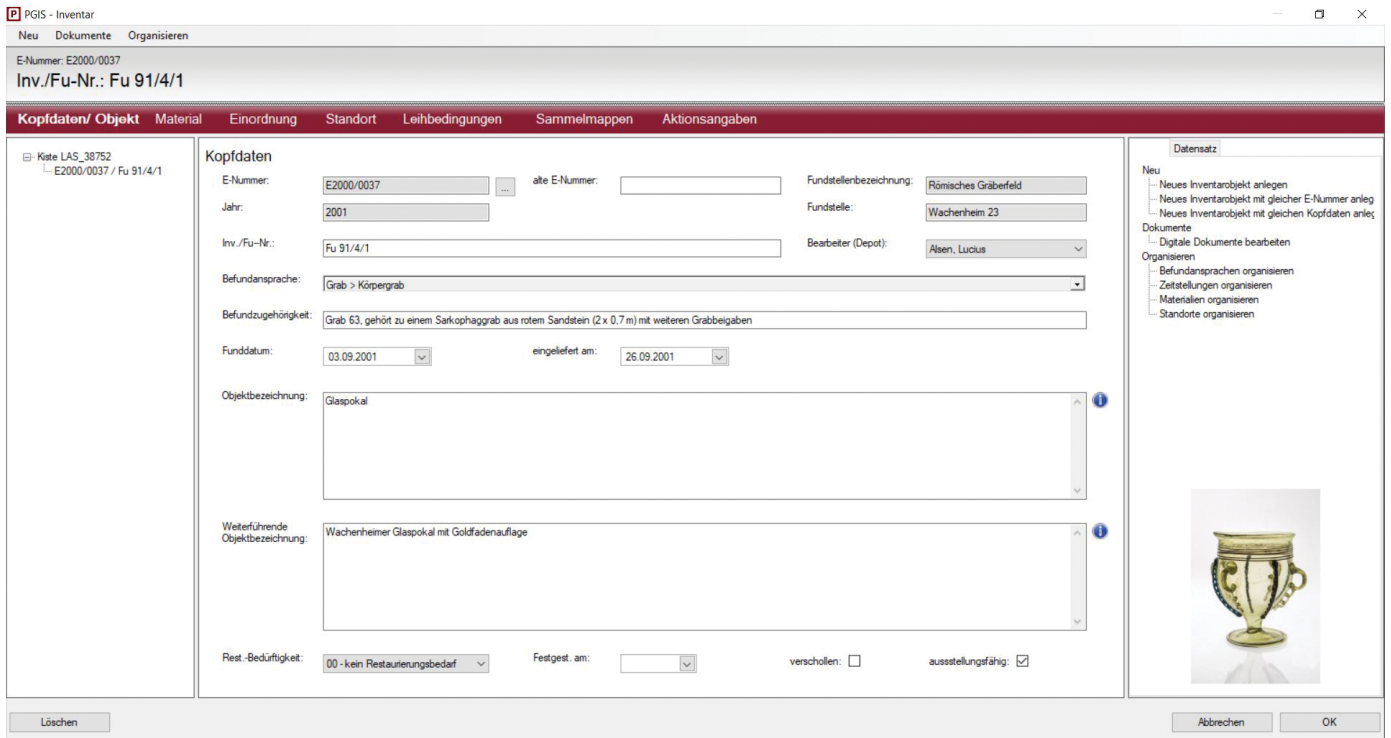 PGIS - Inventar
Neu Dokumente Organisieren
E-Nummer: E2000/0037
Inv./Fu-Nr.: Fu 91/4/1
Kopfdaten/ Objekt Material Einordnung Standort Leihbedingungen Sammelmappen Aktionsangaben
Kiste LAS_38752
E2000/0037 / Fu 91/4/1
Kopfdaten
E-Nummer: E2000/0037 ... alte E-Nummer: Fundstellenbezeichnung: Römisches Gräberfeld
Jahr: 2001 Fundstelle: Wachenheim 23
Inv./Fu--Nr.: Fu 91/4/1 Bearbeiter (Depot): Alsen, Lucius
Befundansprache: Grab > Körpergrab
Befundzugehörigkeit: Grab 63, gehört zu einem Sarkophaggrab aus rotem Sandstein (2 x 0,7 m) mit weiteren Grabbeigaben
Funddatum: 03.09.2001 eingeliefert am: 26.09.2001
Objektbezeichnung: Glaspokal
Weiterführende
Objektbezeichnung: Wachenheimer Glaspokal mit Goldfadenauflage
Rest.-Bedürftigkeit: 00 - kein Restaurierungsbedarf Festgest. am: verschollen: aussstellungsfähig:
Datensatz
Neu
Neues Inventarobjekt anlegen
Neues Inventarobjekt mit gleicher E-Nummer anleg
Neues Inventarobjekt mit gleichen Kopfdaten anleg
Dokumente
Digitale Dokumente bearbeiten
Organisieren
Befundansprachen organisieren
Zeitstellungen organisieren
Materialien organisieren
Standorte organisieren
Löschen Abbrechen OK